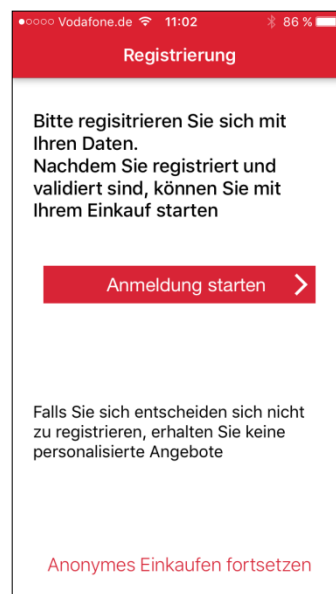 ●○○○○ Vodafone.de 11:02 86 %
Registrierung
Bitte regisitrieren Sie sich mit
Ihren Daten.
Nachdem Sie registriert und
validiert sind, können Sie mit
Ihrem Einkauf starten
Anmeldung starten
Falls Sie sich entscheiden sich nicht
zu registrieren, erhalten Sie keine
personalisierte Angebote
Anonymes Einkaufen fortsetzen